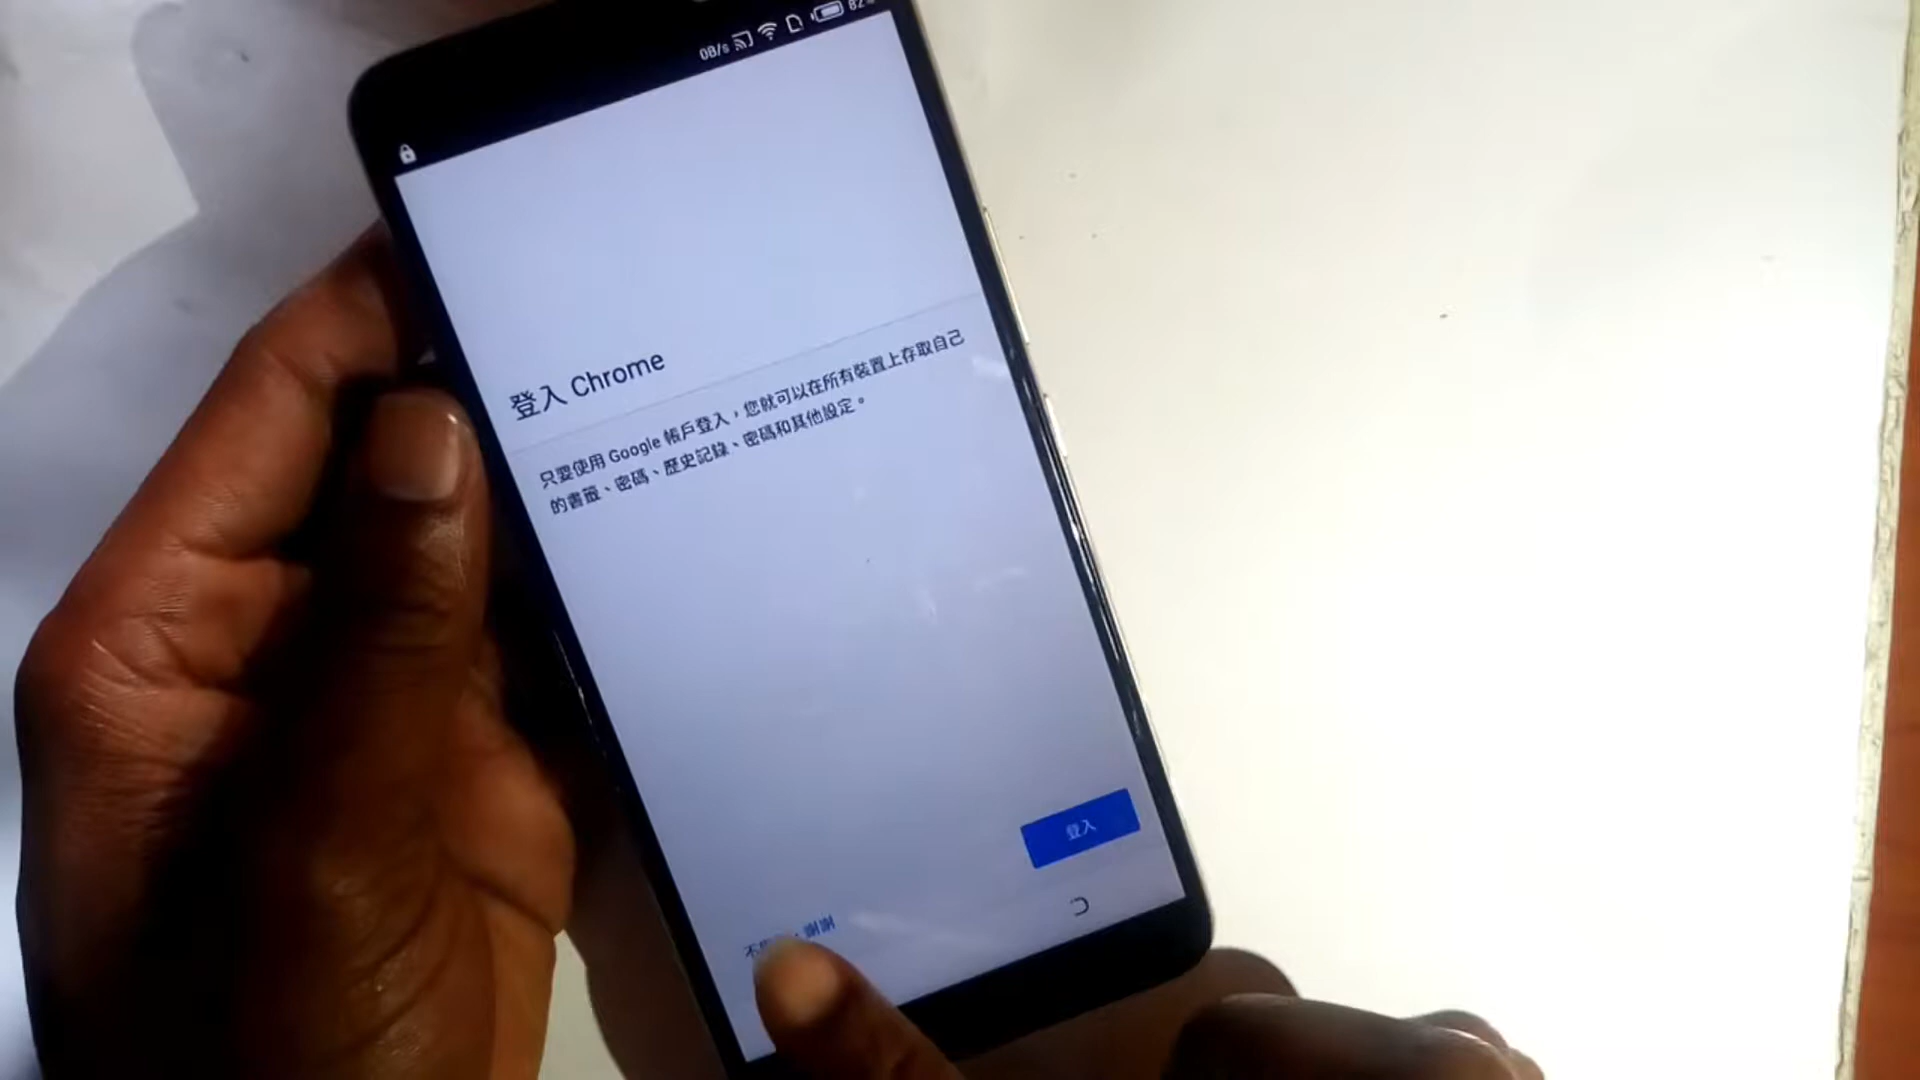 0B/s
登入 Chrome
只要使用 Google 帳戶登入，您就可以在所有裝置上存取自己
的書籤、密碼、歷史記錄、密碼和其他設定。
登入
謝謝